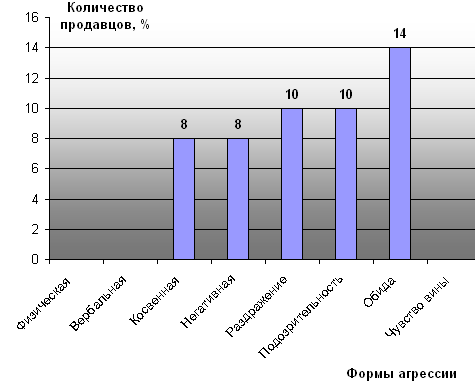 Количество
продавцов, %
16
14
12
10
8
6
4
2
0
8
8
10
10
14
Физическая
Вербальная
Косвенная
Негативная
Раздражение
Подозрительность
Обида
Чувство вины
Формы агрессии